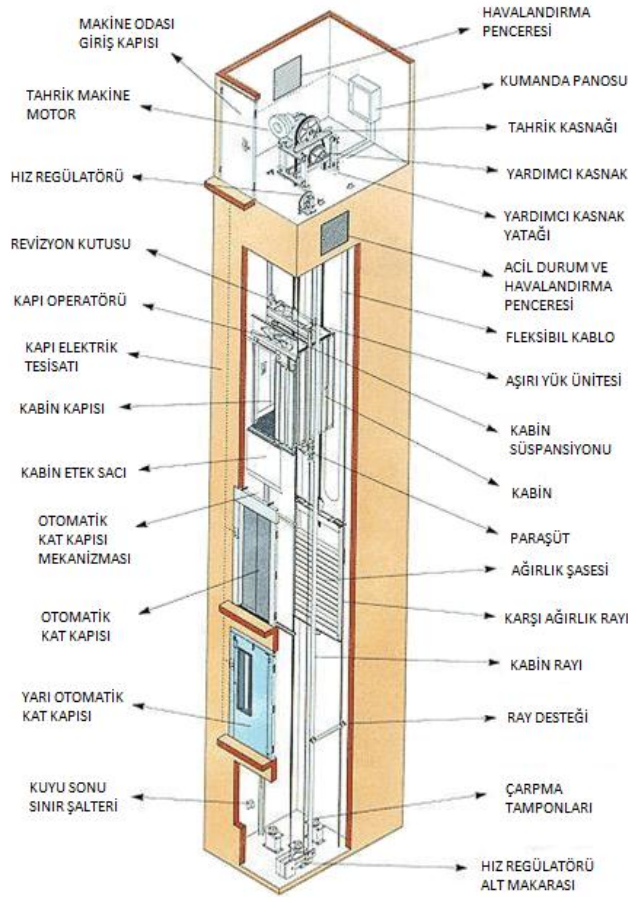 MAKİNE ODASI
GİRİŞ KAPISI
TAHRİK MAKİNE
MOTOR
HIZ REGÜLATÖRÜ
REVİZYON KUTUSU
KAPI OPERATÖRÜ
KAPI ELEKTRİK
TESİSATI
KABİN KAPISI
KABİN ETEK SACI
OTOMATİK
KAT KAPISI
MEKANİZMASI
OTOMATİK
KAT KAPISI
YARI OTOMATİK
KAT KAPISI
KUYU SONU
SINIR ŞALTERİ
HAVALANDIRMA
PENCERESİ
KUMANDA PANOSU
TAHRİK KASNAĞI
YARDIMCI KASNAK
YARDIMCI KASNAK
YATAĞI
ACİL DURUM VE
HAVALANDIRMA
PENCERESİ
FLEKSİBIL KABLO
AŞIRI YÜK ÜNİTESİ
KABİN
SÜSPANSİYONU
KABİN
PARAŞÜT
AĞIRLIK ŞASESİ
KARŞI AĞIRLIK RAYI
KABİN RAYI
RAY DESTEĞİ
ÇARPMA
TAMPONLARI
HIZ REGÜLATÖRÜ
ALT MAKARASI